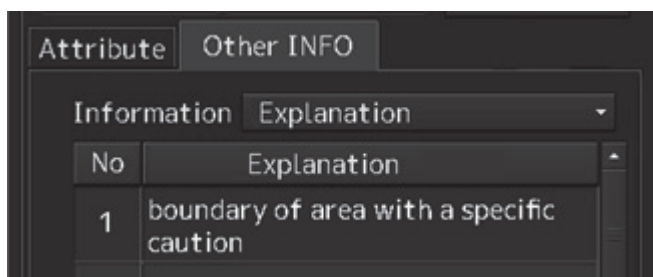 Attribute Other INFO
Information Explanation
No Explanation
1 boundary of area with a specific
caution